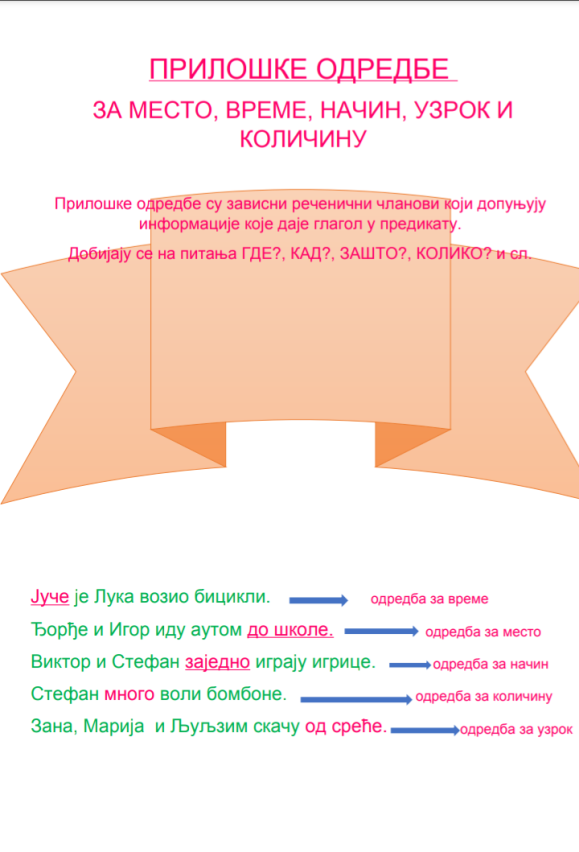 ПРИЛОШКЕ ОДРЕДБЕ
ЗА МЕСТО, ВРЕМЕ, НАЧИН, УЗРОК И
КОЛИЧИНУ
Прилошке одредбе су зависни реченични чланови који допуњују
информације које даје глагол у предикату.
Добијају се на питања ГДЕ?, КАД?, ЗАШТО?, КОЛИКО? и сл.
Јуче је Лука возио бицикли. одредба за време
Ђорђе и Игор иду аутом до школе. одредба за место
Виктор и Стефан заједно играју игрице. одредба за начин
Стефан много воли бомбоне. одредба за количину
Зана, Марија и Љуљзим скачу од среће. одредба за узрок